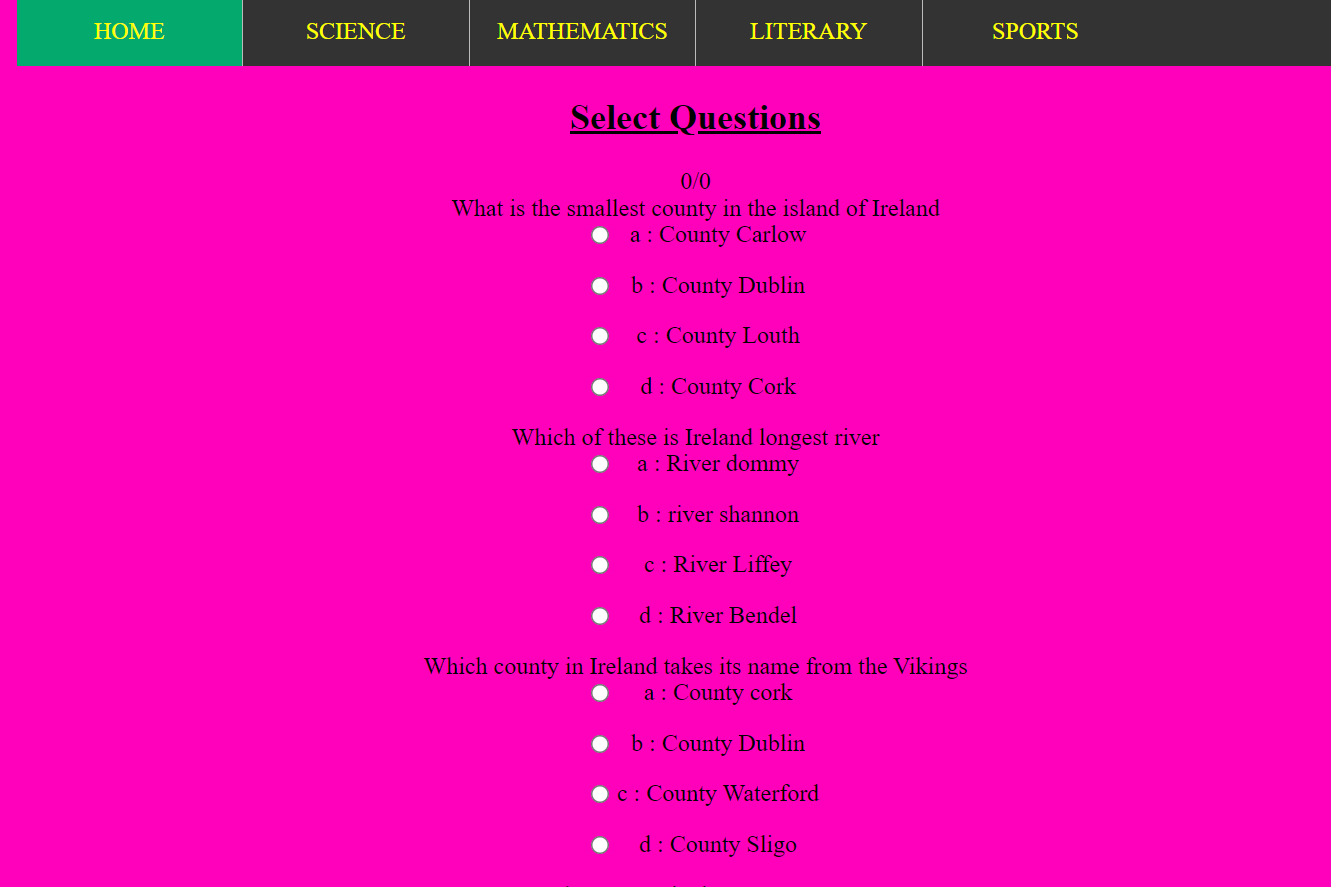 HOME SCIENCE MATHEMATICS LITERARY SPORTS
Select Questions
0/0
What is the smallest county in the island of Ireland
a : County Carlow
b : County Dublin
c : County Louth
d : County Cork
Which of these is Ireland longest river
a : River dommy
b : river shannon
c : River Liffey
d : River Bendel
Which county in Ireland takes its name from the Vikings
a : County cork
b : County Dublin
c : County Waterford
d : County Sligo